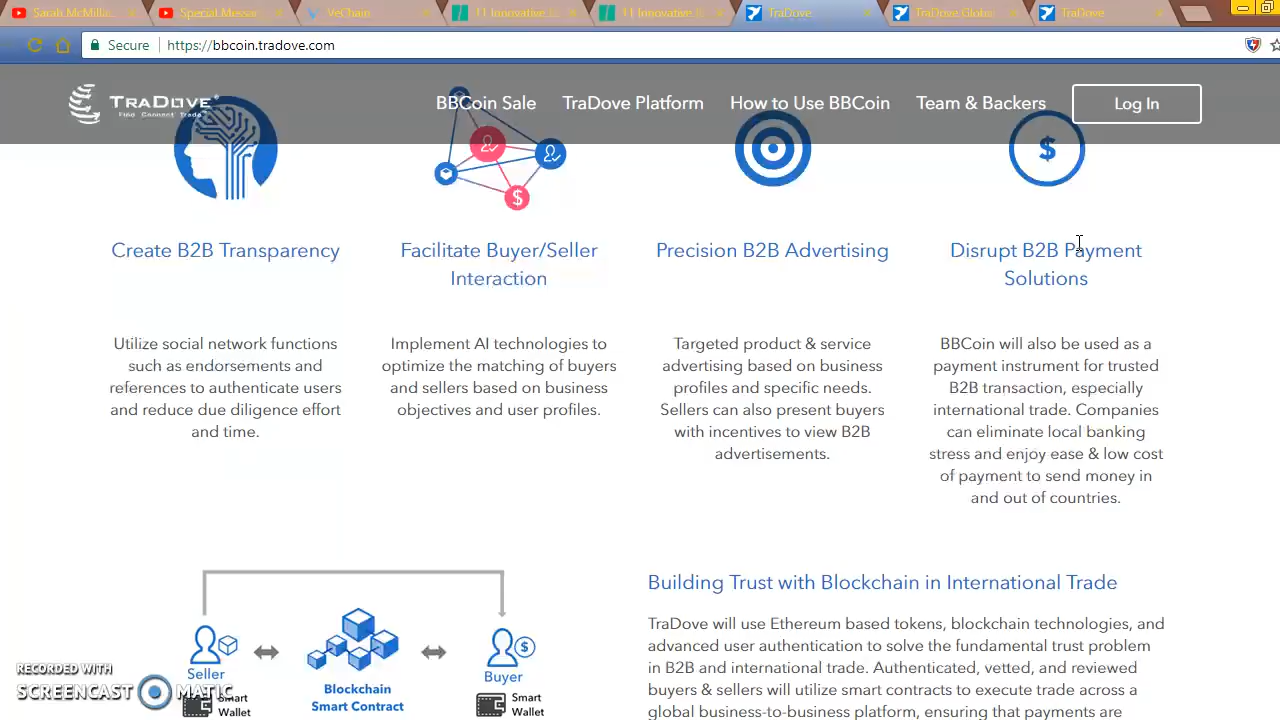 Sarah McMillia...
Special Messa...
VeChain
11 Innovative I...
11 Innovative I...
TraDove
TraDove Globa...
TraDove
Secure | https://bbcoin.tradove.com
TRADOVE®
Free. Connect. Trade.®
BBCoin Sale TraDove Platform How to Use BBCoin Team & Backers Log In
$
$
Create B2B Transparency
Utilize social network functions
such as endorsements and
references to authenticate users
and reduce due diligence effort
and time.
Facilitate Buyer/Seller
Interaction
Implement AI technologies to
optimize the matching of buyers
and sellers based on business
objectives and user profiles.
Precision B2B Advertising
Targeted product & service
advertising based on business
profiles and specific needs.
Sellers can also present buyers
with incentives to view B2B
advertisements.
Disrupt B2B Payment
Solutions
BBCoin will also be used as a
payment instrument for trusted
B2B transaction, especially
international trade. Companies
can eliminate local banking
stress and enjoy ease & low cost
of payment to send money in
and out of countries.
Seller
Smart
Wallet
Blockchain
Smart Contract
$
Buyer
Smart
Wallet
Building Trust with Blockchain in International Trade
TraDove will use Ethereum based tokens, blockchain technologies, and
advanced user authentication to solve the fundamental trust problem
in B2B and international trade. Authenticated, vetted, and reviewed
buyers & sellers will utilize smart contracts to execute trade across a
global business-to-business platform, ensuring that payments are
RECORDED WITH
SCREENCAST MATIC